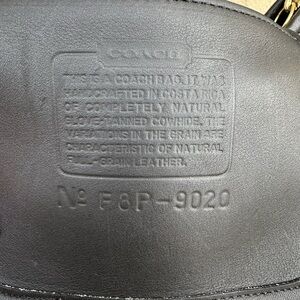 COACH
THIS IS A COACH BAG. IT WAS
HANDCRAFTED IN COSTA RICA
OF COMPLETELY NATURAL
GLOVE-TANNED COWHIDE. THE
VARIATIONS IN THE GRAIN ARE
CHARACTERISTIC OF NATURAL
FULL-GRAIN LEATHER.
No F8P-9020